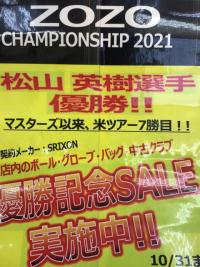 ZOZO
CHAMPIONSHIP 2021
松山 英樹選手
優勝!!
マスターズ以来、米ツアー7勝目!!
契約メーカー:SRIXON
店内のボール・グローブ・バッグ 中古クラブ
優勝記念SALE
実施中!!
10/31ま